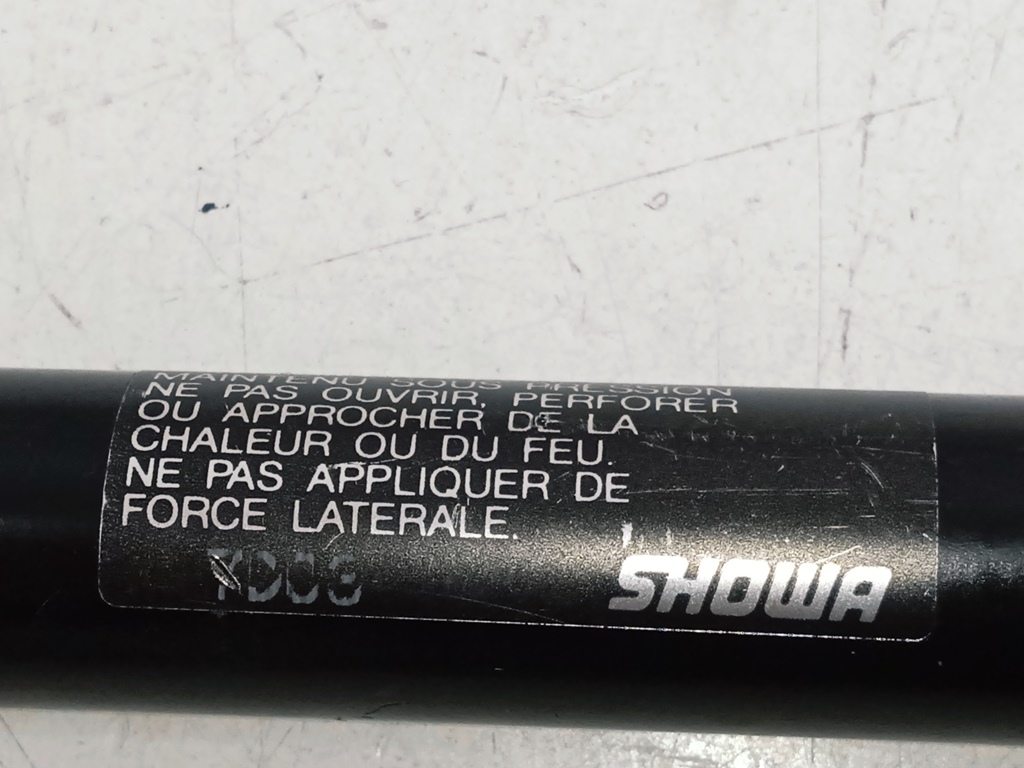 MAINTENU SOUS PRESSION
NE PAS OUVRIR, PERFORER
OU APPROCHER DE LA
CHALEUR OU DU FEU.
NE PAS APPLIQUER DE
FORCE LATERALE.
SHOWA